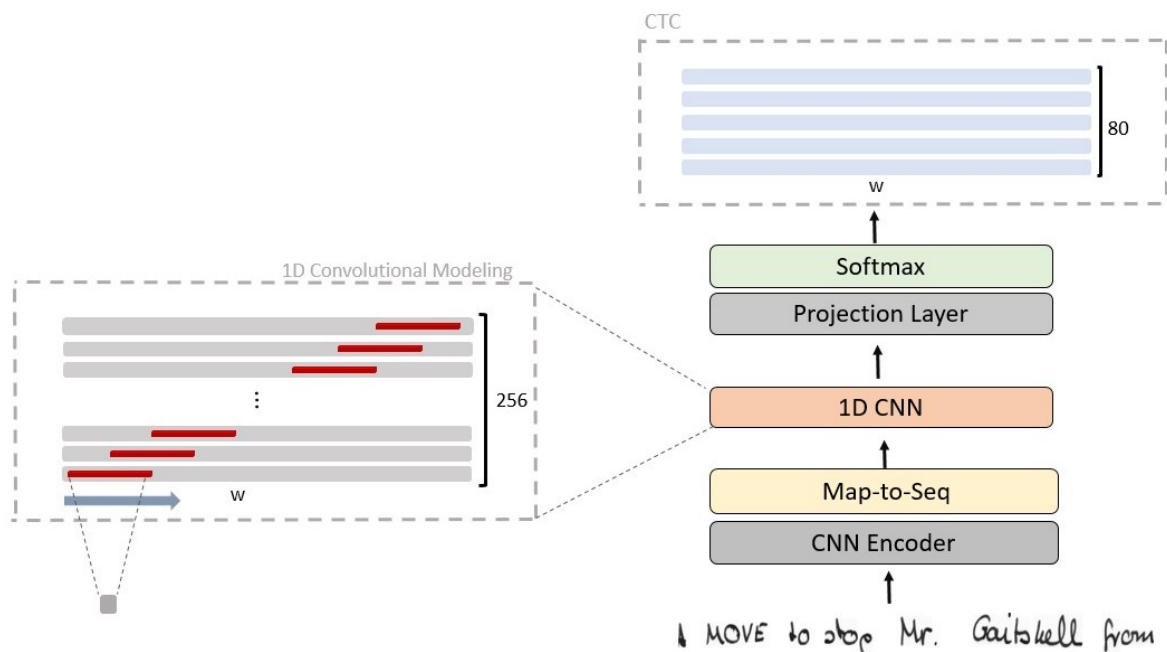 CTC
80
w
Softmax
Projection Layer
1D Convolutional Modeling
256
1D CNN
w
Map-to-Seq
CNN Encoder
A MOVE to stop Mr. Gaitskell from